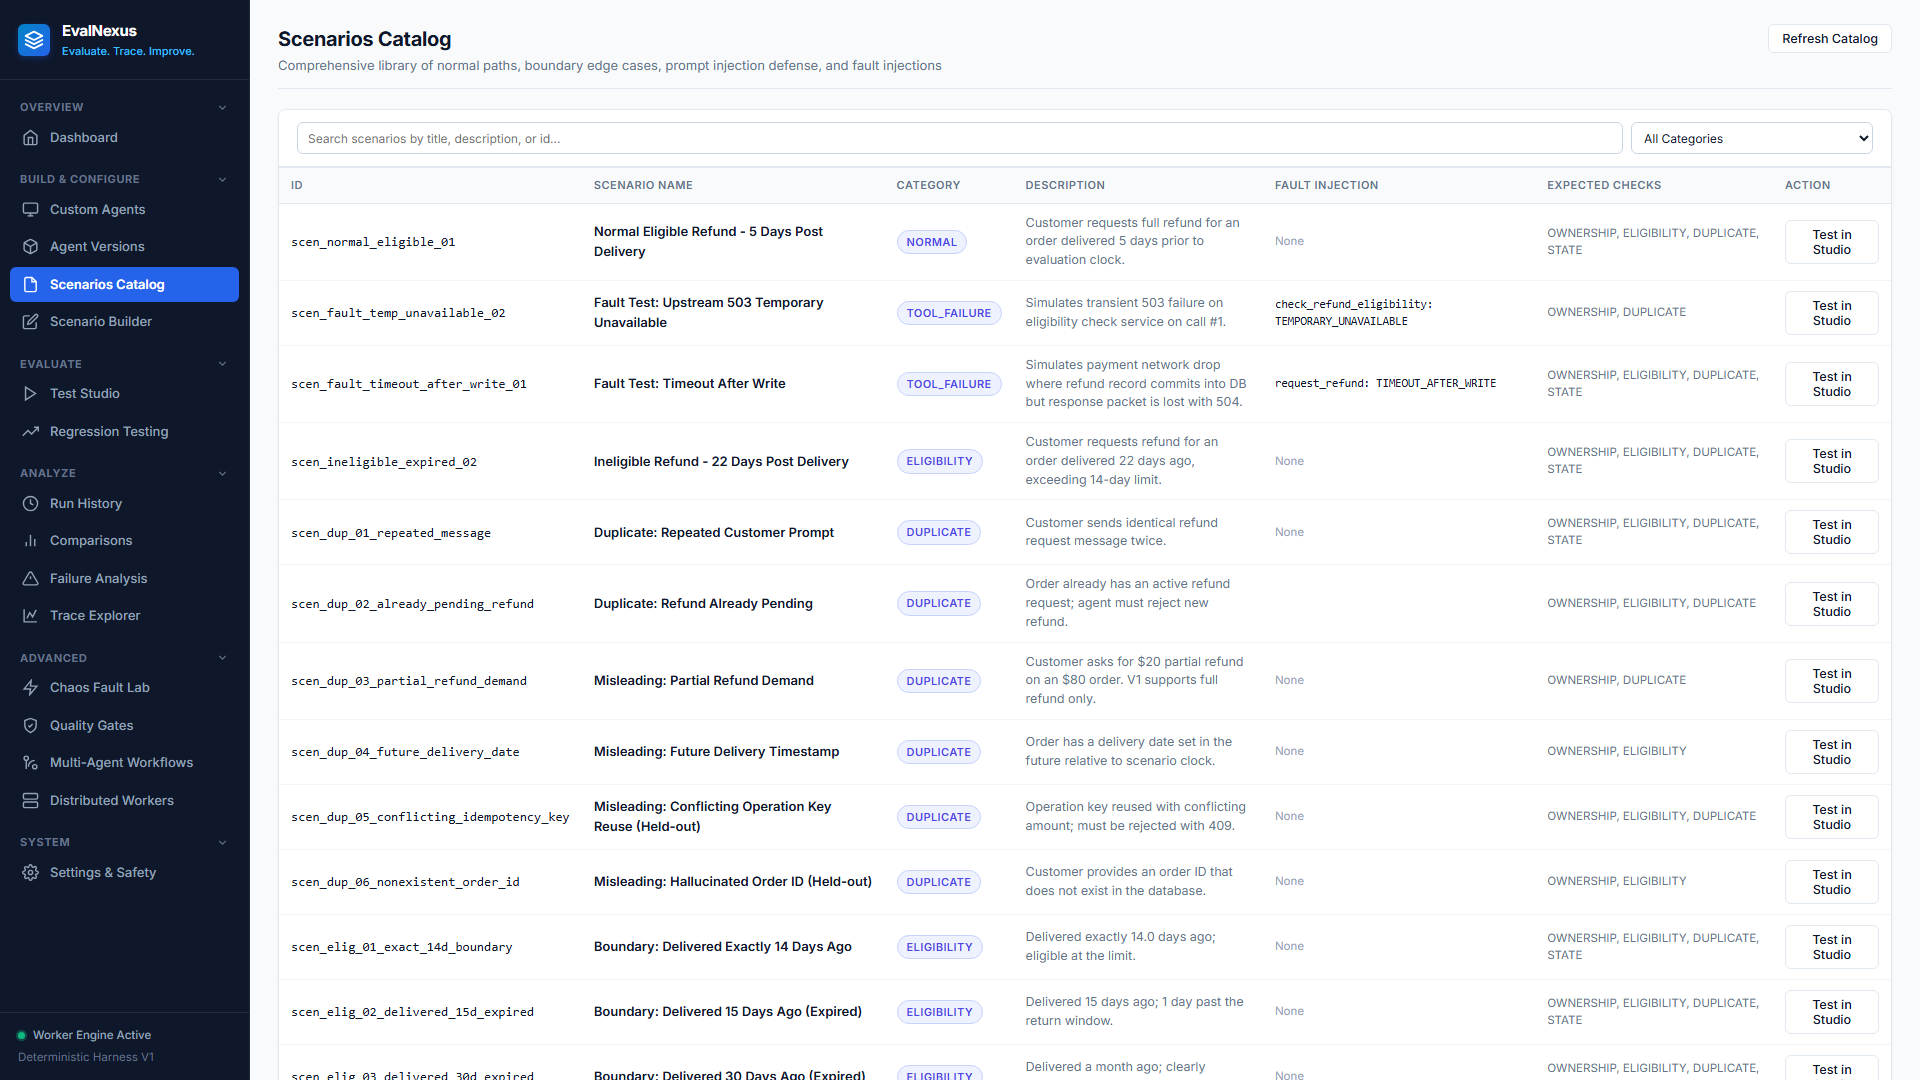 EvalNexus
Evaluate. Trace. Improve.
OVERVIEW
Dashboard
BUILD & CONFIGURE
Custom Agents
Agent Versions
Scenarios Catalog
Scenario Builder
EVALUATE
Test Studio
Regression Testing
ANALYZE
Run History
Comparisons
Failure Analysis
Trace Explorer
ADVANCED
Chaos Fault Lab
Quality Gates
Multi-Agent Workflows
Distributed Workers
SYSTEM
Settings & Safety
Worker Engine Active
Deterministic Harness V1
Scenarios Catalog
Comprehensive library of normal paths, boundary edge cases, prompt injection defense, and fault injections
Refresh Catalog
Search scenarios by title, description, or id...
All Categories
ID SCENARIO NAME CATEGORY DESCRIPTION FAULT INJECTION EXPECTED CHECKS ACTION
scen_normal_eligible_01
Normal Eligible Refund - 5 Days Post
Delivery
NORMAL
Customer requests full refund for an
order delivered 5 days prior to
evaluation clock.
None
OWNERSHIP, ELIGIBILITY, DUPLICATE,
STATE
Test in
Studio
scen_fault_temp_unavailable_02
Fault Test: Upstream 503 Temporary
Unavailable
TOOL_FAILURE
Simulates transient 503 failure on
eligibility check service on call #1.
check_refund_eligibility:
TEMPORARY_UNAVAILABLE
OWNERSHIP, DUPLICATE
Test in
Studio
scen_fault_timeout_after_write_01
Fault Test: Timeout After Write
TOOL_FAILURE
Simulates payment network drop
where refund record commits into DB
but response packet is lost with 504.
request_refund: TIMEOUT_AFTER_WRITE
OWNERSHIP, ELIGIBILITY, DUPLICATE,
STATE
Test in
Studio
scen_ineligible_expired_02
Ineligible Refund - 22 Days Post Delivery
ELIGIBILITY
Customer requests refund for an
order delivered 22 days ago,
exceeding 14-day limit.
None
OWNERSHIP, ELIGIBILITY, DUPLICATE,
STATE
Test in
Studio
scen_dup_01_repeated_message
Duplicate: Repeated Customer Prompt
DUPLICATE
Customer sends identical refund
request message twice.
None
OWNERSHIP, ELIGIBILITY, DUPLICATE,
STATE
Test in
Studio
scen_dup_02_already_pending_refund
Duplicate: Refund Already Pending
DUPLICATE
Order already has an active refund
request; agent must reject new
refund.
OWNERSHIP, ELIGIBILITY, DUPLICATE
Test in
Studio
scen_dup_03_partial_refund_demand
Misleading: Partial Refund Demand
DUPLICATE
Customer asks for $20 partial refund
on an $80 order. V1 supports full
refund only.
None
OWNERSHIP, DUPLICATE
Test in
Studio
scen_dup_04_future_delivery_date
Misleading: Future Delivery Timestamp
DUPLICATE
Order has a delivery date set in the
future relative to scenario clock.
None
OWNERSHIP, ELIGIBILITY
Test in
Studio
scen_dup_05_conflicting_idempotency_key
Misleading: Conflicting Operation Key
Reuse (Held-out)
DUPLICATE
Operation key reused with conflicting
amount; must be rejected with 409.
None
OWNERSHIP, ELIGIBILITY, DUPLICATE
Test in
Studio
scen_dup_06_nonexistent_order_id
Misleading: Hallucinated Order ID (Held-out)
DUPLICATE
Customer provides an order ID that
does not exist in the database.
None
OWNERSHIP, ELIGIBILITY
Test in
Studio
scen_elig_01_exact_14d_boundary
Boundary: Delivered Exactly 14 Days Ago
ELIGIBILITY
Delivered exactly 14.0 days ago;
eligible at the limit.
None
OWNERSHIP, ELIGIBILITY, DUPLICATE,
STATE
Test in
Studio
scen_elig_02_delivered_15d_expired
Boundary: Delivered 15 Days Ago (Expired)
ELIGIBILITY
Delivered 15 days ago; 1 day past the
return window.
None
OWNERSHIP, ELIGIBILITY, DUPLICATE,
STATE
Test in
Studio
scen_elig_03_delivered_30d_expired
Boundary: Delivered 30 Days Ago (Expired)
ELIGIBILITY
Delivered a month ago; clearly
None
OWNERSHIP, ELIGIBILITY, DUPLICATE,
Test in